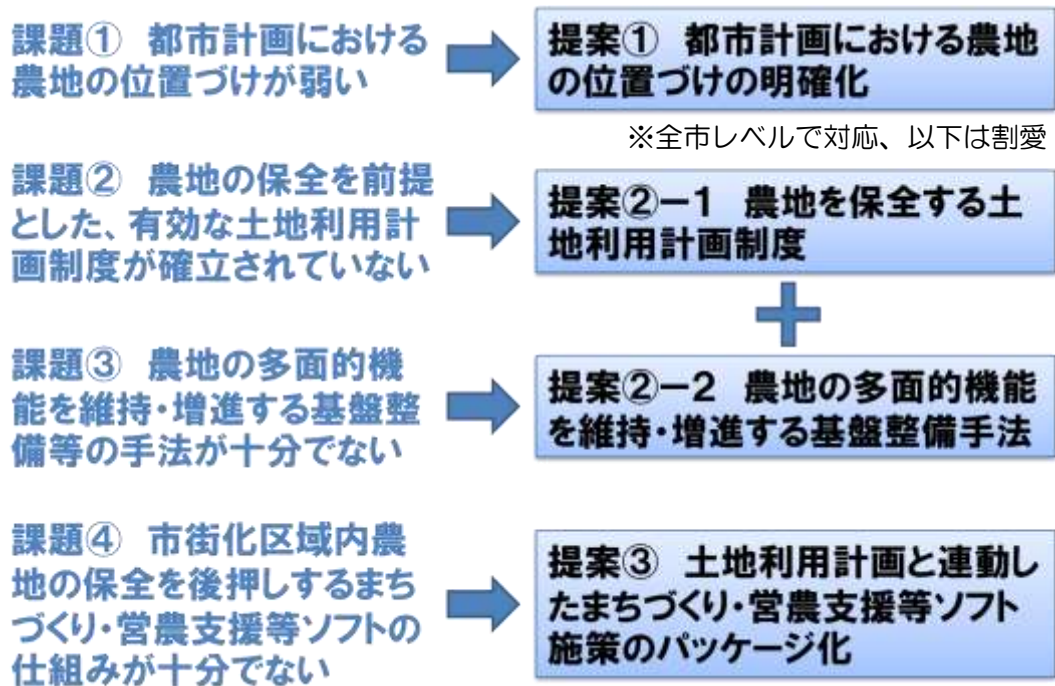 課題① 都市計画における
農地の位置づけが弱い
提案① 都市計画における農地
の位置づけの明確化
※全市レベルで対応、以下は割愛
課題② 農地の保全を前提
とした、有効な土地利用計
画制度が確立されていない
提案②－1 農地を保全する土
地利用計画制度
課題③ 農地の多面的機
能を維持・増進する基盤整
備等の手法が十分でない
提案②－2 農地の多面的機能
を維持・増進する基盤整備手法
課題④ 市街化区域内農
地の保全を後押しするまち
づくり・営農支援等ソフトの
仕組みが十分でない
提案③ 土地利用計画と連動し
たまちづくり・営農支援等ソフト
施策のパッケージ化